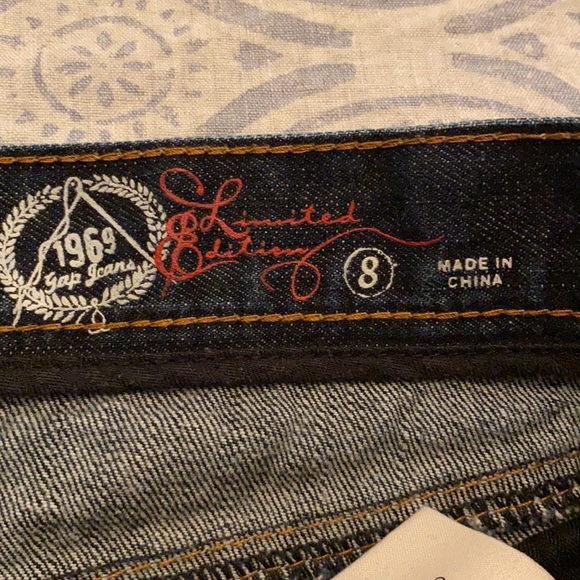 1969
Gap Jeans
Limited
Edition
8
MADE IN
CHINA